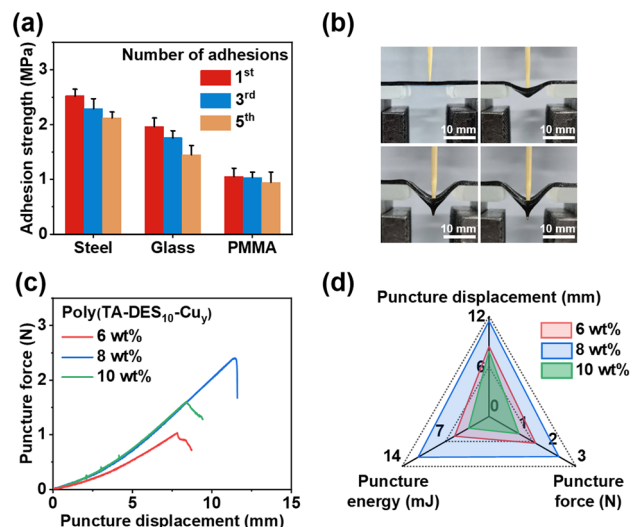 (a)
Adhesion strength (MPa)
3
2
1
0
Number of adhesions
1st
3rd
5th
Steel
Glass
PMMA
(b)
10 mm
10 mm
10 mm
10 mm
(c)
Puncture force (N)
3
2
1
0
Poly(TA-DES10-Cuy)
6 wt%
8 wt%
10 wt%
0
5
10
15
Puncture displacement (mm)
(d)
Puncture displacement (mm)
12
6
0
7
14
1
2
3
6 wt%
8 wt%
10 wt%
Puncture
energy (mJ)
Puncture
force (N)